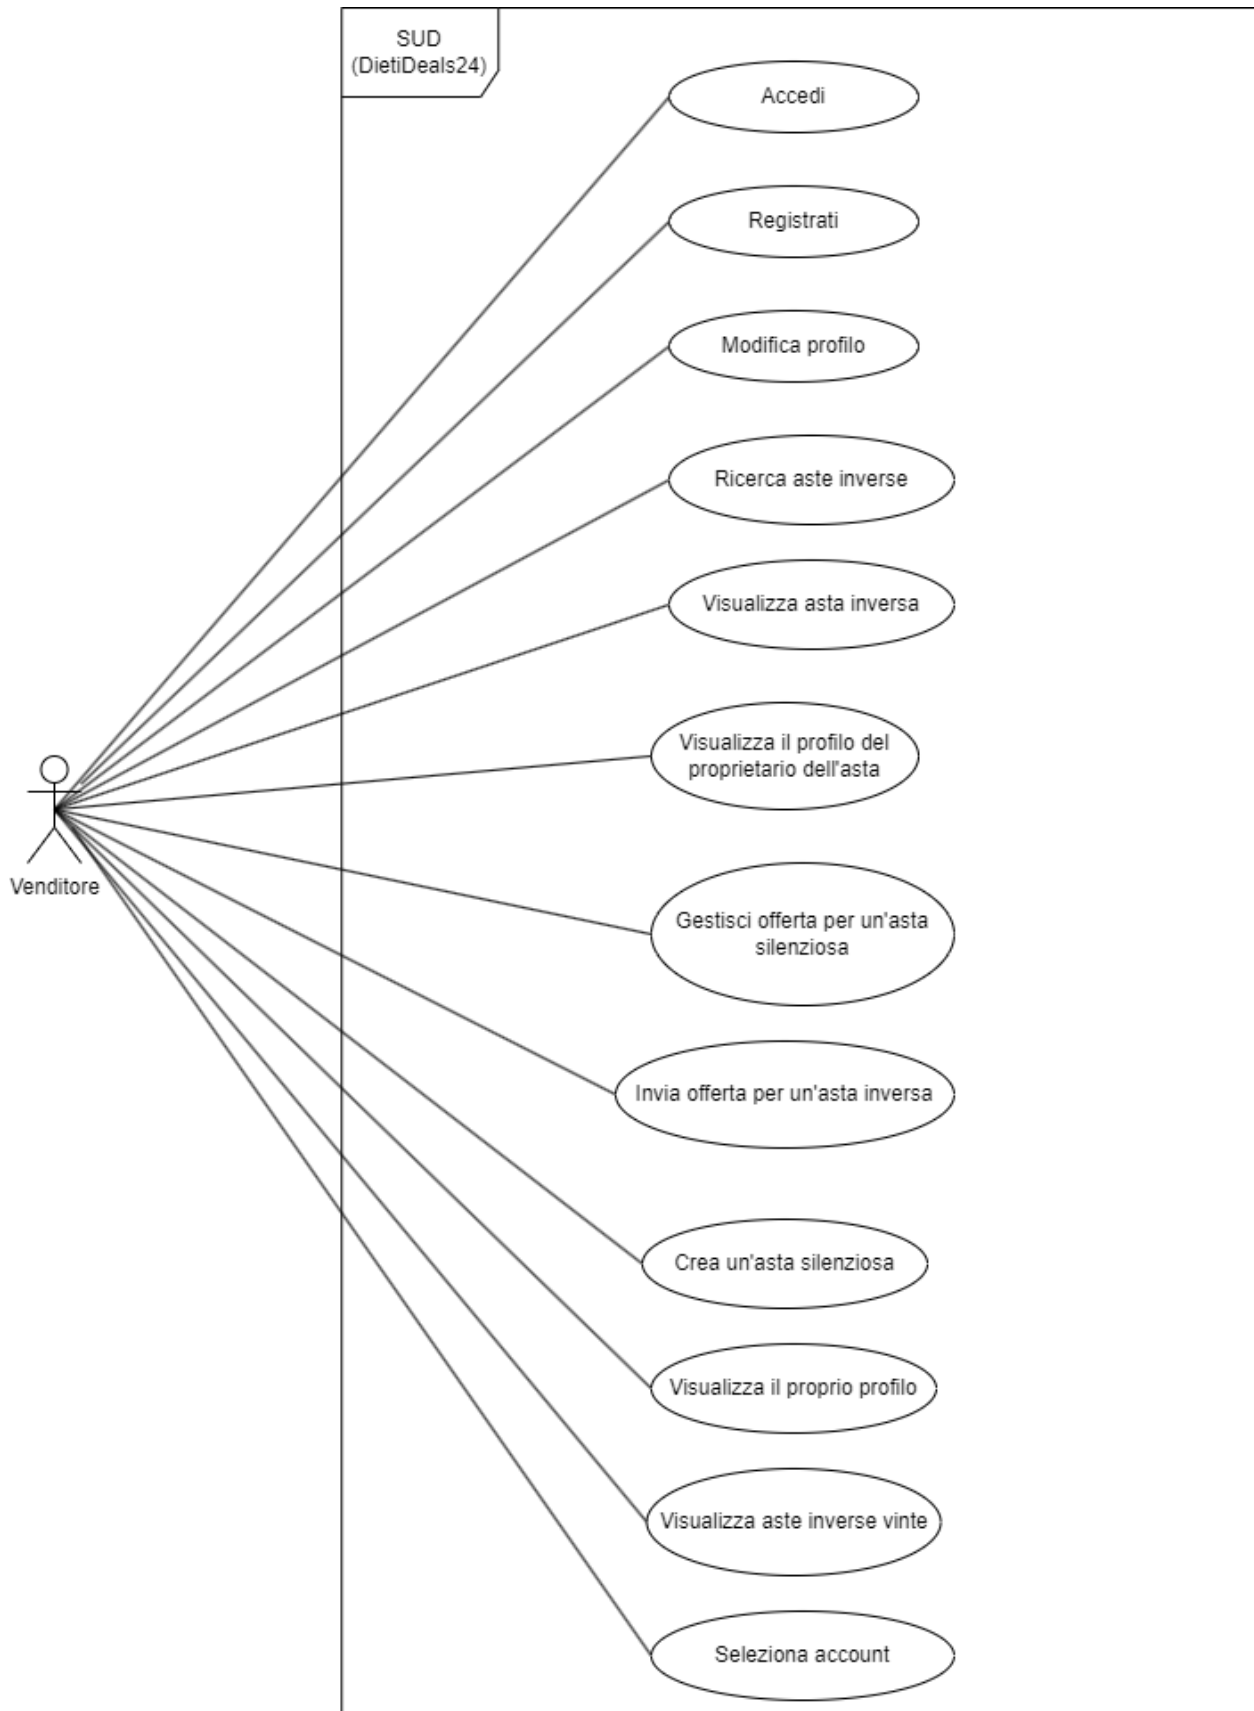 SUD
(DietiDeals24)
Accedi
Registrati
Modifica profilo
Ricerca aste inverse
Visualizza asta inversa
Visualizza il profilo del
proprietario dell'asta
Venditore
Gestisci offerta per un'asta
silenziosa
Invia offerta per un'asta inversa
Crea un'asta silenziosa
Visualizza il proprio profilo
Visualizza aste inverse vinte
Seleziona account